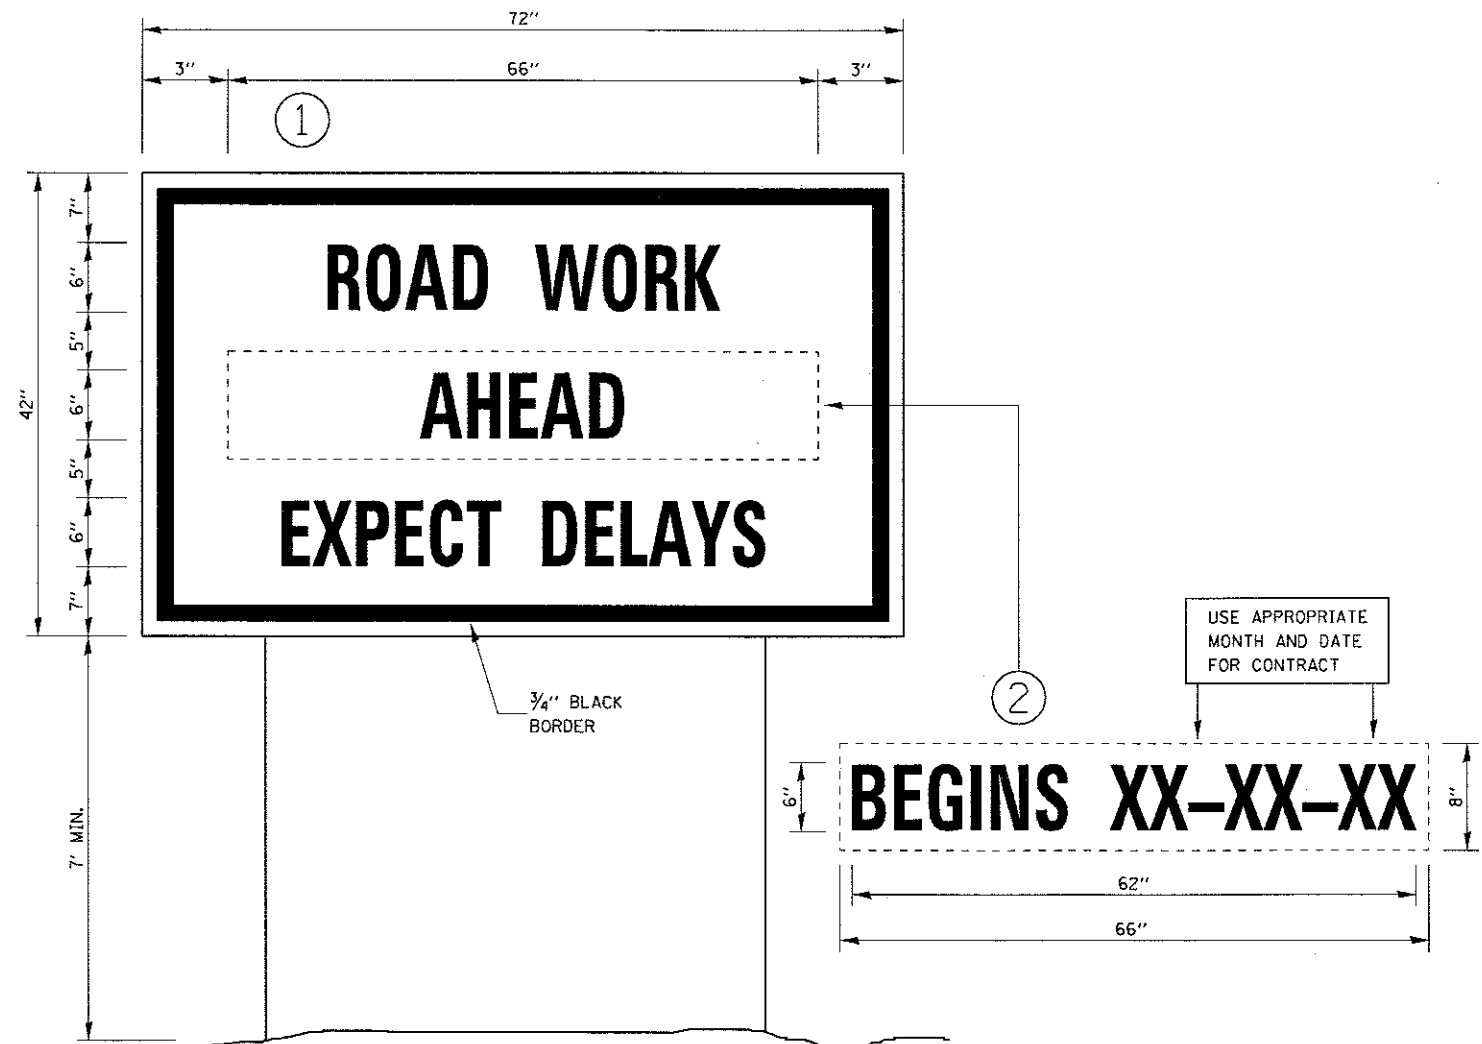 72"
3" 66" 3"
1
7"
6"
5"
6"
5"
6"
7"
42"
ROAD WORK
AHEAD
EXPECT DELAYS
¾" BLACK
BORDER
7' MIN.
2
USE APPROPRIATE
MONTH AND DATE
FOR CONTRACT
6"
BEGINS XX–XX–XX
8"
62"
66"